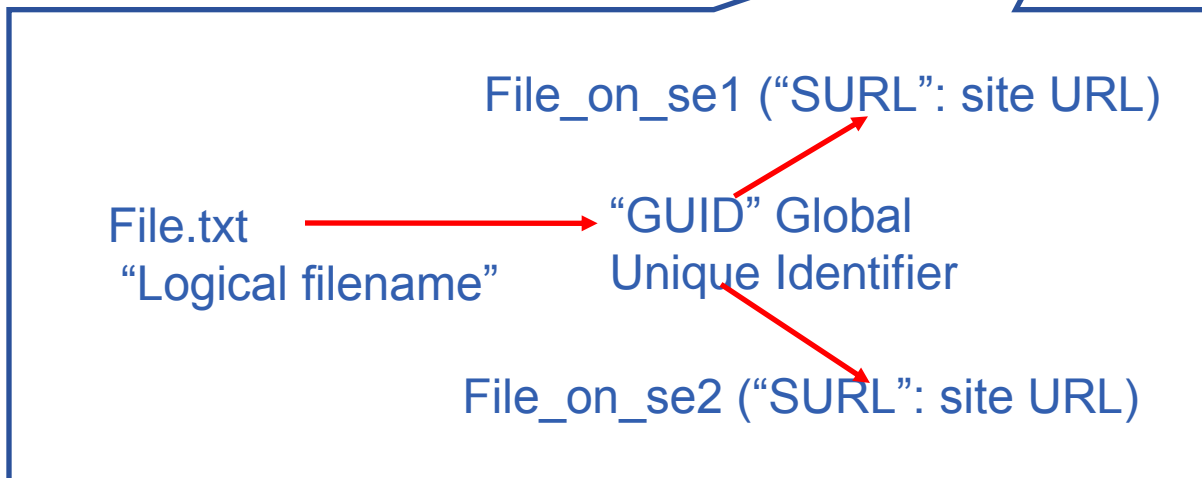 File_on_se1 (“SURL”: site URL)
File.txt
“Logical filename”
“GUID” Global
Unique Identifier
File_on_se2 (“SURL”: site URL)